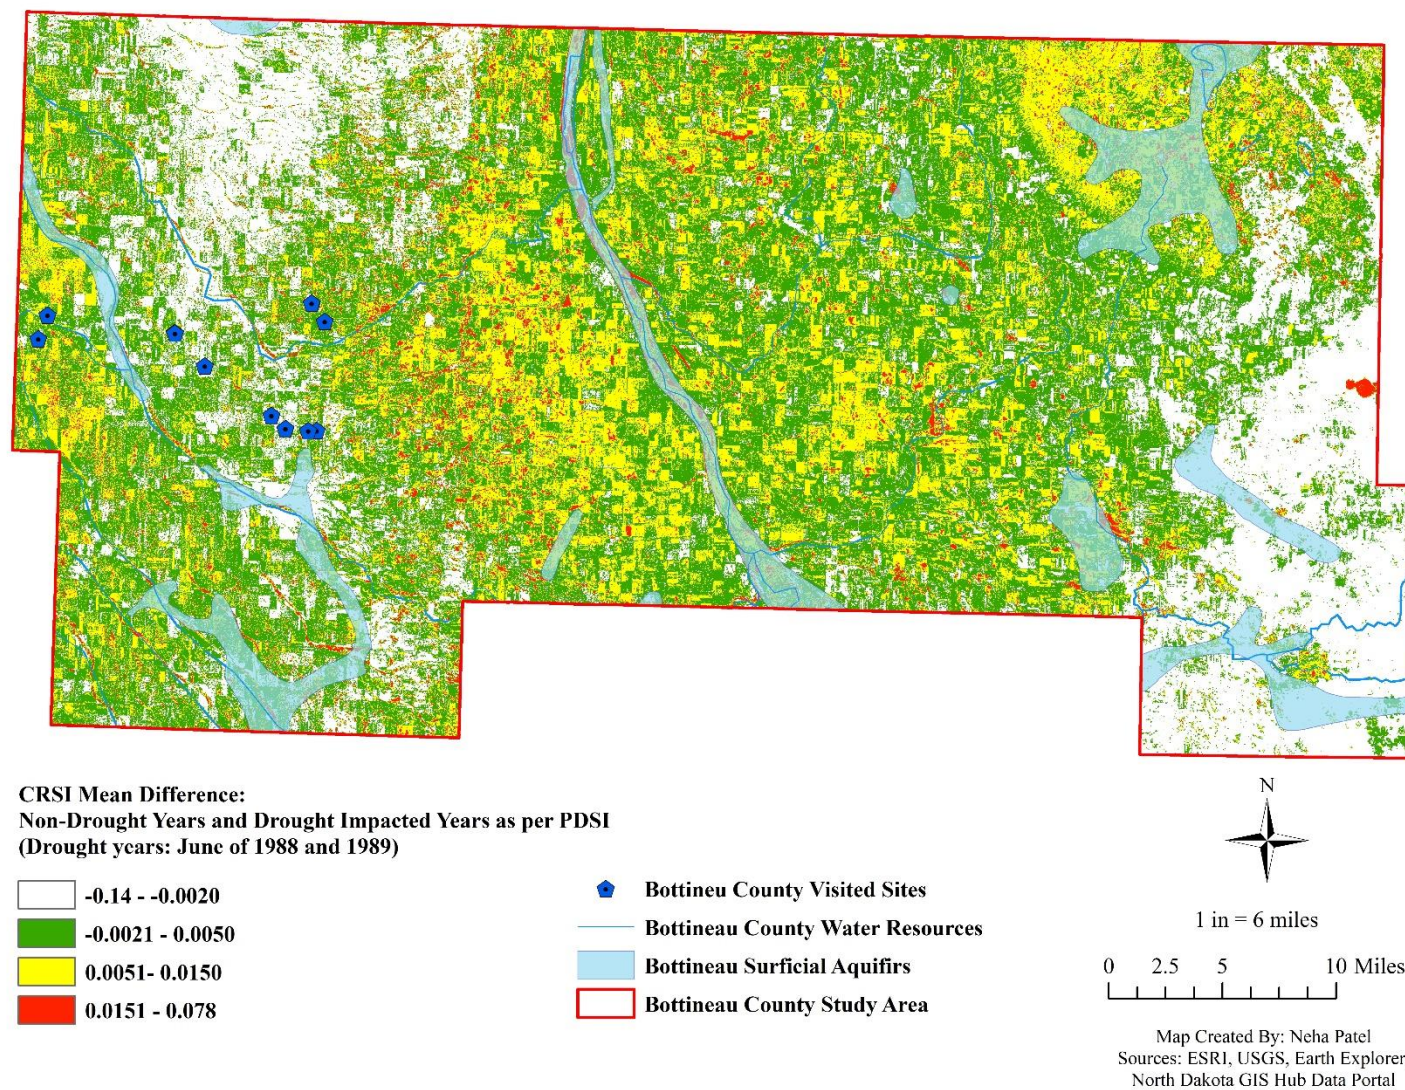 CRSI Mean Difference:
Non-Drought Years and Drought Impacted Years as per PDSI
(Drought years: June of 1988 and 1989)
-0.14 - -0.0020
-0.0021 - 0.0050
0.0051- 0.0150
0.0151 - 0.078
Bottineu County Visited Sites
Bottineau County Water Resources
Bottineau Surficial Aquifirs
Bottineau County Study Area
N
1 in = 6 miles
0 2.5 5 10 Miles
Map Created By: Neha Patel
Sources: ESRI, USGS, Earth Explorer
North Dakota GIS Hub Data Portal